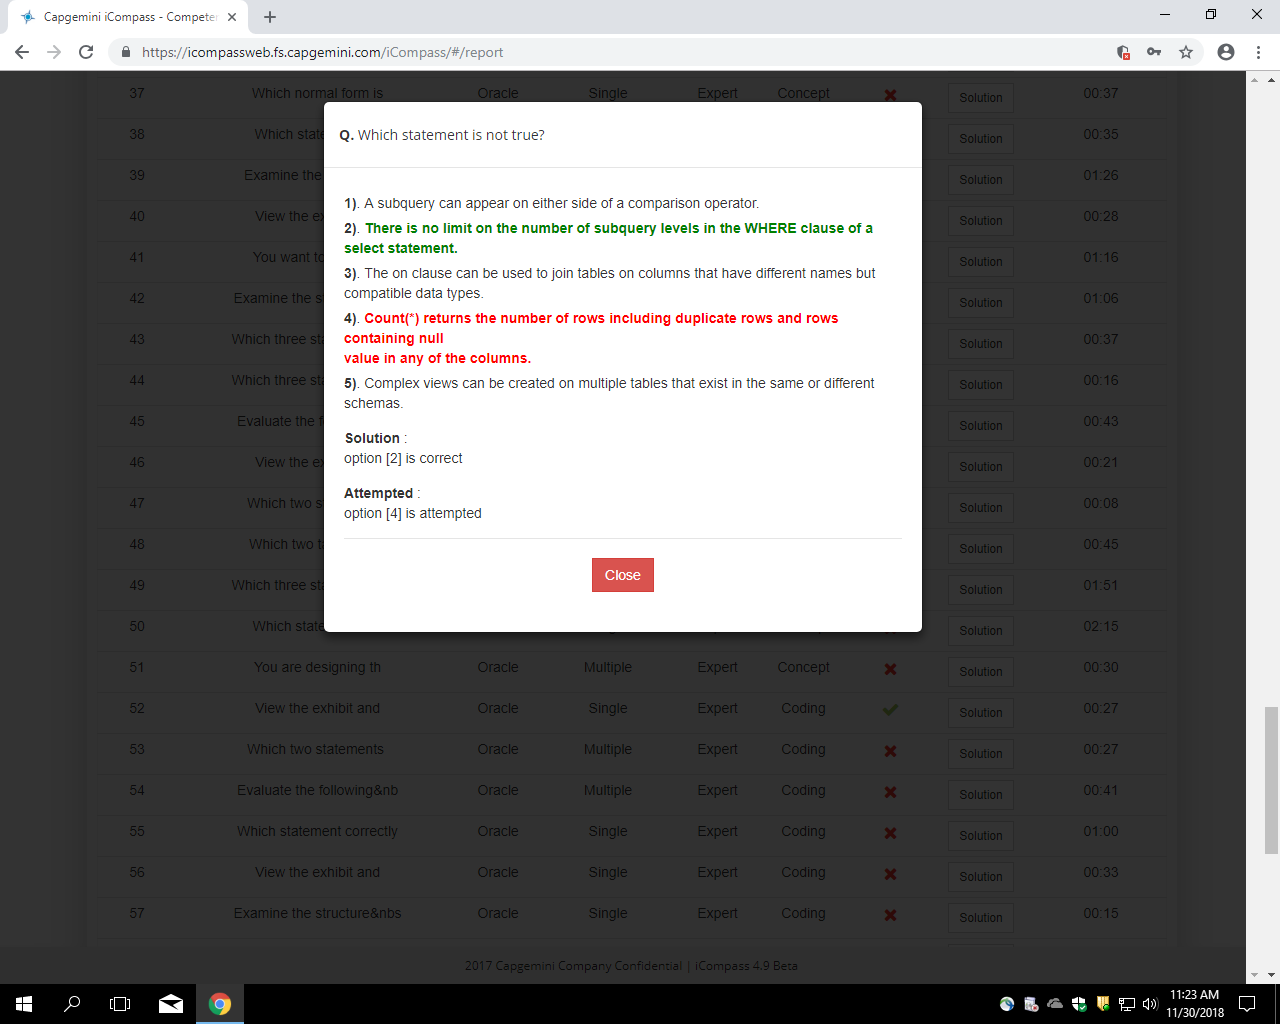 Capgemini iCompass - Competen
https://icompassweb.fs.capgemini.com/iCompass/#/report
37 Which normal form is Oracle Single Expert Concept Solution 00:37
38 Which state Solution 00:35
39 Examine the Solution 01:26
40 View the ex Solution 00:28
41 You want to Solution 01:16
42 Examine the s Solution 01:06
43 Which three sta Solution 00:37
44 Which three sta Solution 00:16
45 Evaluate the f Solution 00:43
46 View the ex Solution 00:21
47 Which two s Solution 00:08
48 Which two t Solution 00:45
49 Which three sta Solution 01:51
50 Which state Solution 02:15
Q. Which statement is not true?
1). A subquery can appear on either side of a comparison operator.
2). There is no limit on the number of subquery levels in the WHERE clause of a
select statement.
3). The on clause can be used to join tables on columns that have different names but
compatible data types.
4). Count(*) returns the number of rows including duplicate rows and rows
containing null
value in any of the columns.
5). Complex views can be created on multiple tables that exist in the same or different
schemas.
Solution :
option [2] is correct
Attempted :
option [4] is attempted
Close
51 You are designing th Oracle Multiple Expert Concept Solution 00:30
52 View the exhibit and Oracle Single Expert Coding Solution 00:27
53 Which two statements Oracle Multiple Expert Coding Solution 00:27
54 Evaluate the following&nb Oracle Multiple Expert Coding Solution 00:41
55 Which statement correctly Oracle Single Expert Coding Solution 01:00
56 View the exhibit and Oracle Single Expert Coding Solution 00:33
57 Examine the structure&nbs Oracle Single Expert Coding Solution 00:15
2017 Capgemini Company Confidential | iCompass 4.9 Beta
11:23 AM
11/30/2018